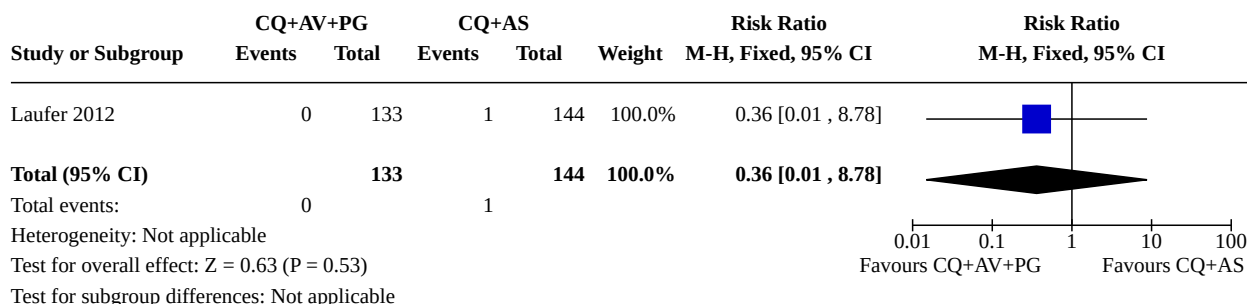 CQ+AV+PG CQ+AS Risk Ratio Risk Ratio
Study or Subgroup Events Total Events Total Weight M-H, Fixed, 95% CI M-H, Fixed, 95% CI
Laufer 2012 0 133 1 144 100.0% 0.36 [0.01 , 8.78]
Total (95% CI) 133 144 100.0% 0.36 [0.01 , 8.78]
Total events: 0 1
Heterogeneity: Not applicable
0.01 0.1 1 10 100
Test for overall effect: Z = 0.63 (P = 0.53)
Favours CQ+AV+PG Favours CQ+AS
Test for subgroup differences: Not applicable